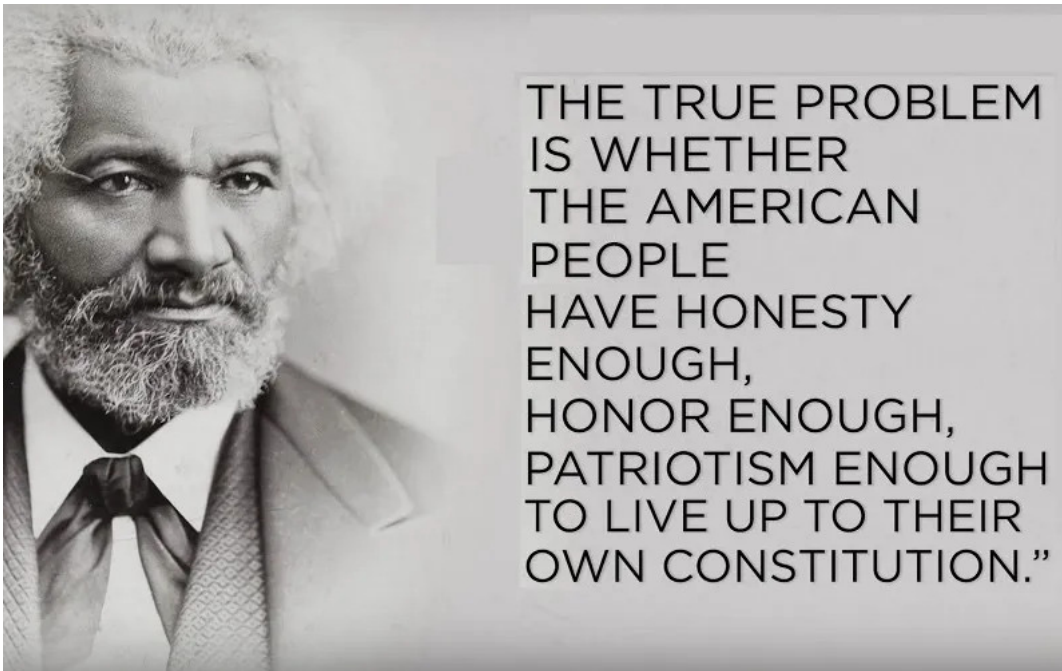 THE TRUE PROBLEM
IS WHETHER
THE AMERICAN
PEOPLE
HAVE HONESTY
ENOUGH,
HONOR ENOUGH,
PATRIOTISM ENOUGH
TO LIVE UP TO THEIR
OWN CONSTITUTION.”